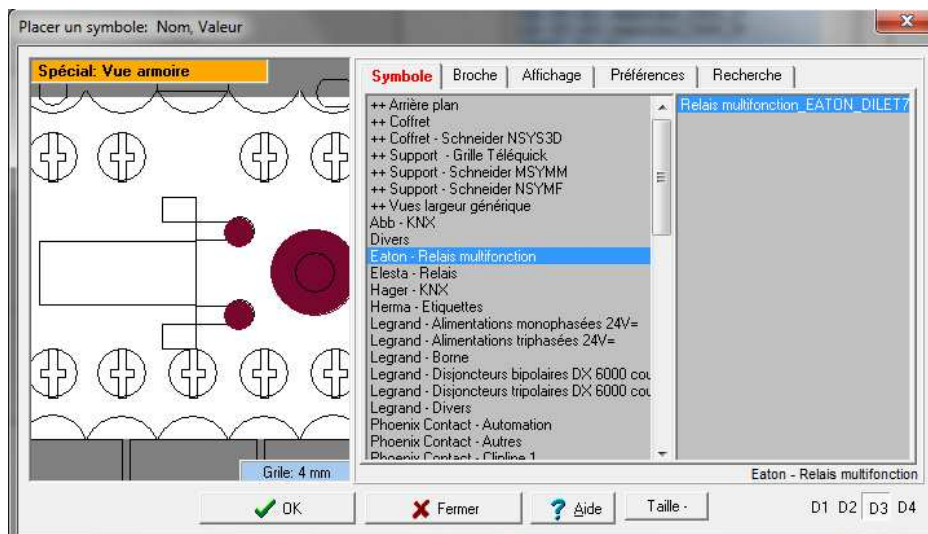 Placer un symbole: Nom, Valeur
Spécial: Vue armoire
Symbole
Broche
Affichage
Préférences
Recherche
++ Arrière plan
++ Coffret
++ Coffret - Schneider NSYS3D
++ Support - Grille Téléquick
++ Support - Schneider MSYMM
++ Support - Schneider NSYMF
++ Vues largeur générique
Abb - KNX
Divers
Eaton - Relais multifonction
Elesta - Relais
Hager - KNX
Herma - Etiquettes
Legrand - Alimentations monophasées 24V=
Legrand - Alimentations triphasées 24V=
Legrand - Borne
Legrand - Disjoncteurs bipolaires DX 6000 cou
Legrand - Disjoncteurs tripolaires DX 6000 cou
Legrand - Divers
Phoenix Contact - Automation
Phoenix Contact - Autres
Phoenix Contact - Clipline 1
Relais multifonction_EATON_DILET7
Grile: 4 mm
Eaton - Relais multifonction
OK
Fermer
Aide
Taille -
D1 D2 D3 D4